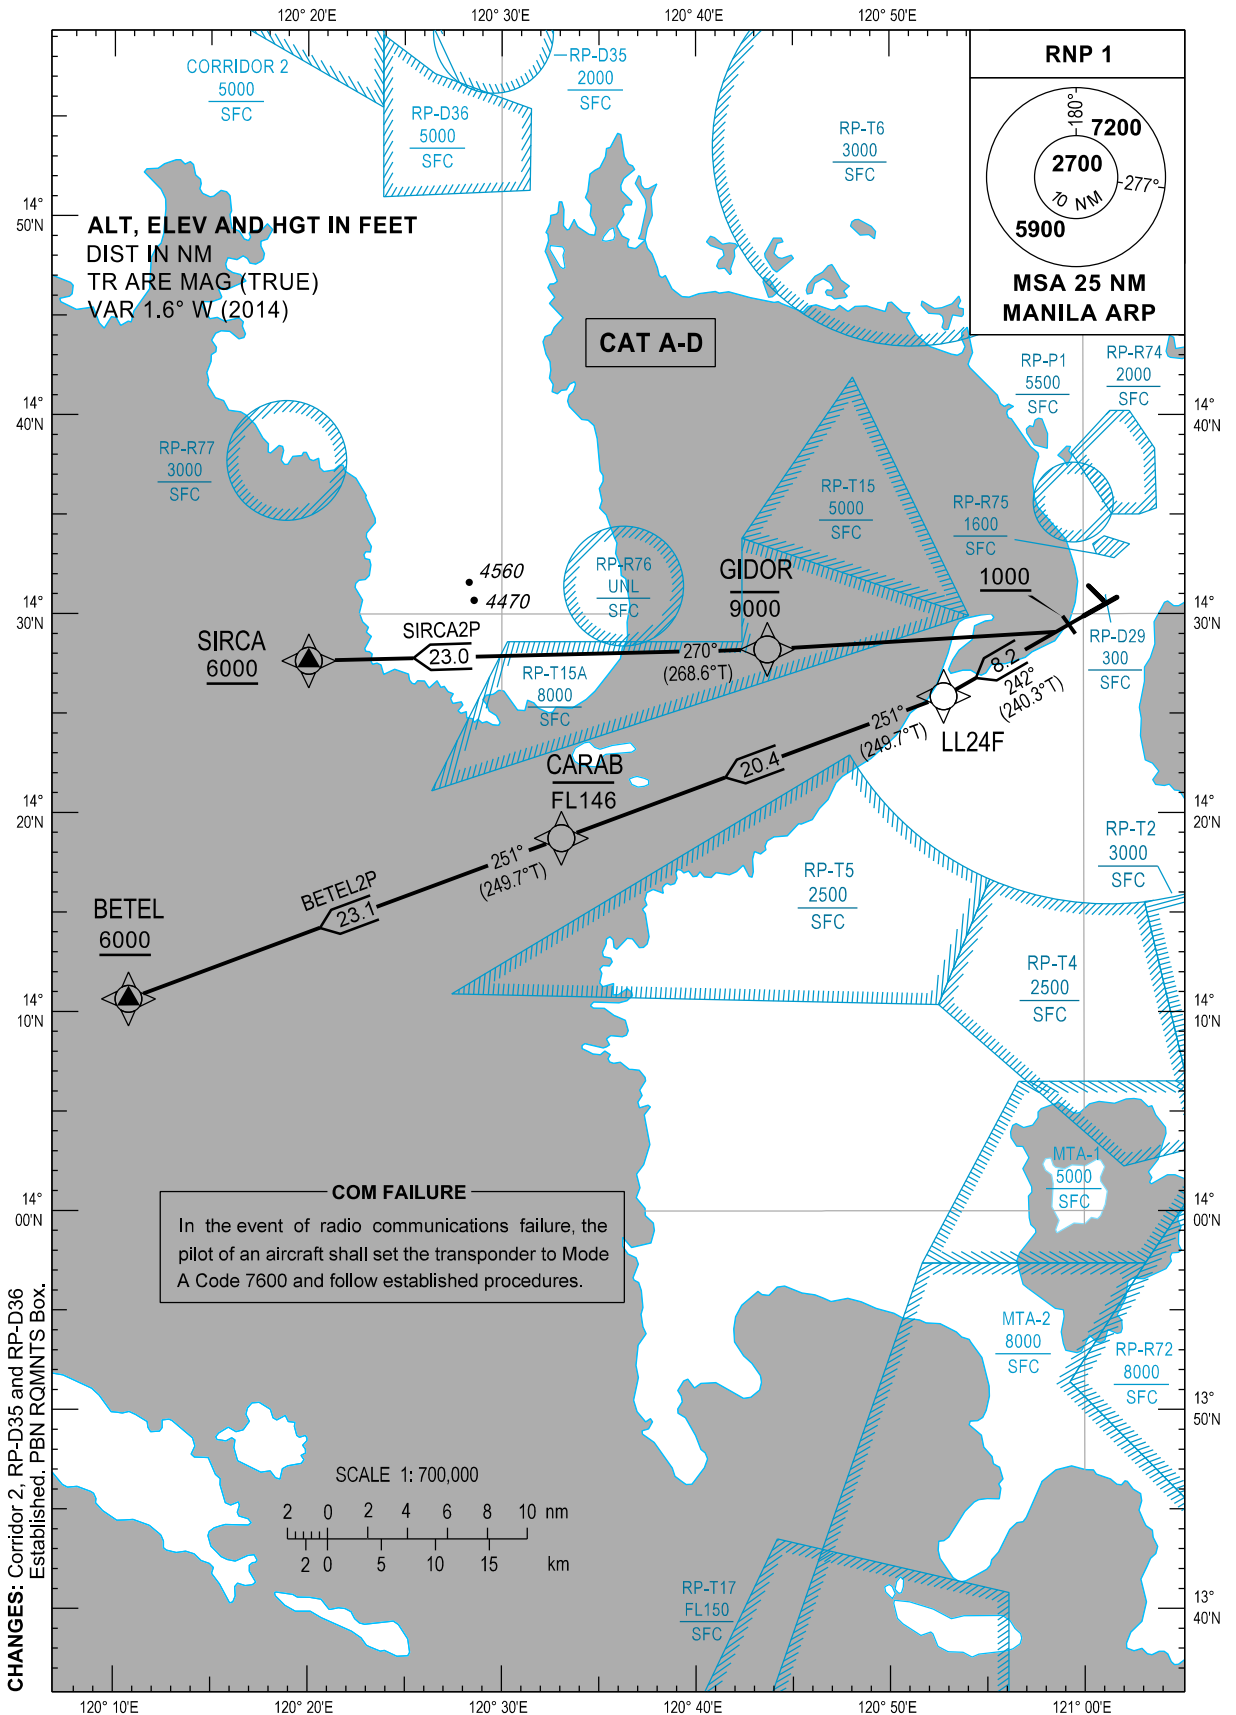 120° 20'E
120° 30'E
120° 40'E
120° 50'E
RNP 1
180°
7200
2700
10 NM
277°
5900
MSA 25 NM
MANILA ARP
CORRIDOR 2
5000
SFC
RP-D36
5000
SFC
RP-D35
2000
SFC
RP-T6
3000
SFC
14°
50'N
ALT, ELEV AND HGT IN FEET
DIST IN NM
TR ARE MAG (TRUE)
VAR 1.6° W (2014)
CAT A-D
RP-P1
5500
SFC
RP-R74
2000
SFC
14°
40'N
14°
40'N
RP-R77
3000
SFC
RP-T15
5000
SFC
RP-R75
1600
SFC
4560
4470
RP-R76
UNL
SFC
GIDOR
9000
1000
14°
30'N
14°
30'N
SIRCA
6000
SIRCA2P
23.0
270°
(268.6°T)
RP-D29
300
SFC
8.2
242°
(240.3°T)
RP-T15A
8000
SFC
251°
(249.7°T)
LL24F
20.4
CARAB
FL146
14°
20'N
14°
20'N
RP-T2
3000
SFC
251°
(249.7°T)
BETEL2P
23.1
RP-T5
2500
SFC
BETEL
6000
RP-T4
2500
SFC
14°
10'N
14°
10'N
MTA-1
5000
SFC
COM FAILURE
In the event of radio communications failure, the
pilot of an aircraft shall set the transponder to Mode
A Code 7600 and follow established procedures.
14°
00'N
14°
00'N
MTA-2
8000
SFC
RP-R72
8000
SFC
13°
50'N
SCALE 1: 700,000
2 0 2 4 6 8 10 nm
2 0 5 10 15 km
RP-T17
FL150
SFC
13°
40'N
CHANGES: Corridor 2, RP-D35 and RP-D36
Established. PBN RQMNTS Box.
120° 10'E
120° 20'E
120° 30'E
120° 40'E
120° 50'E
121° 00'E